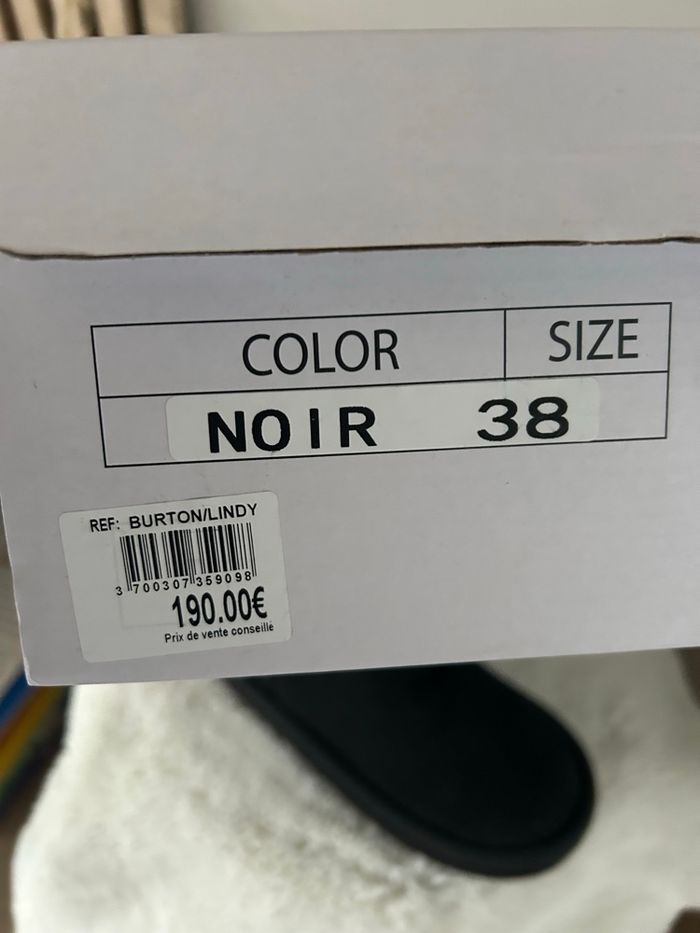 COLOR SIZE
NOIR 38
REF: BURTON/LINDY
3 700307 359098
190.00€
Prix de vente conseillé